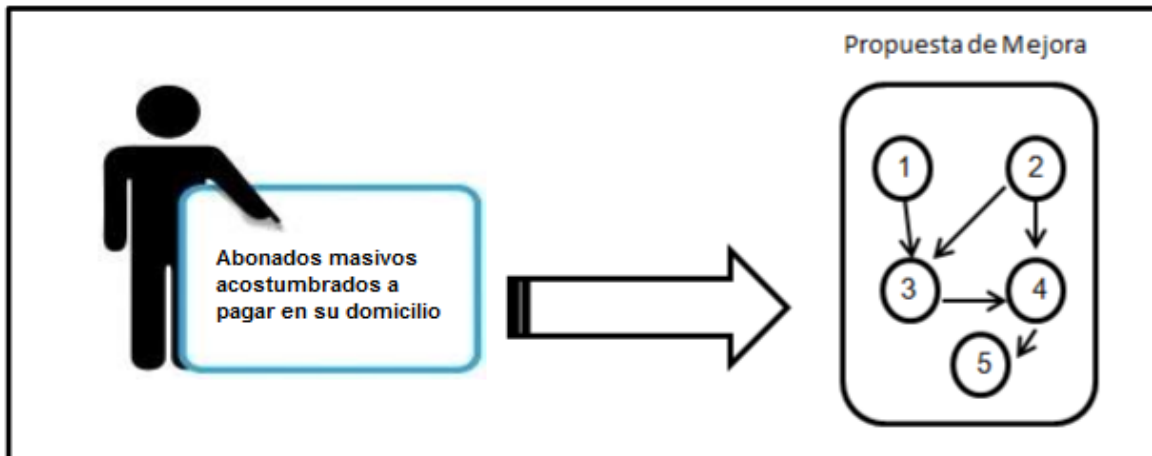 Propuesta de Mejora
1
2
Abonados masivos
acostumbrados a
pagar en su domicilio
3
4
5